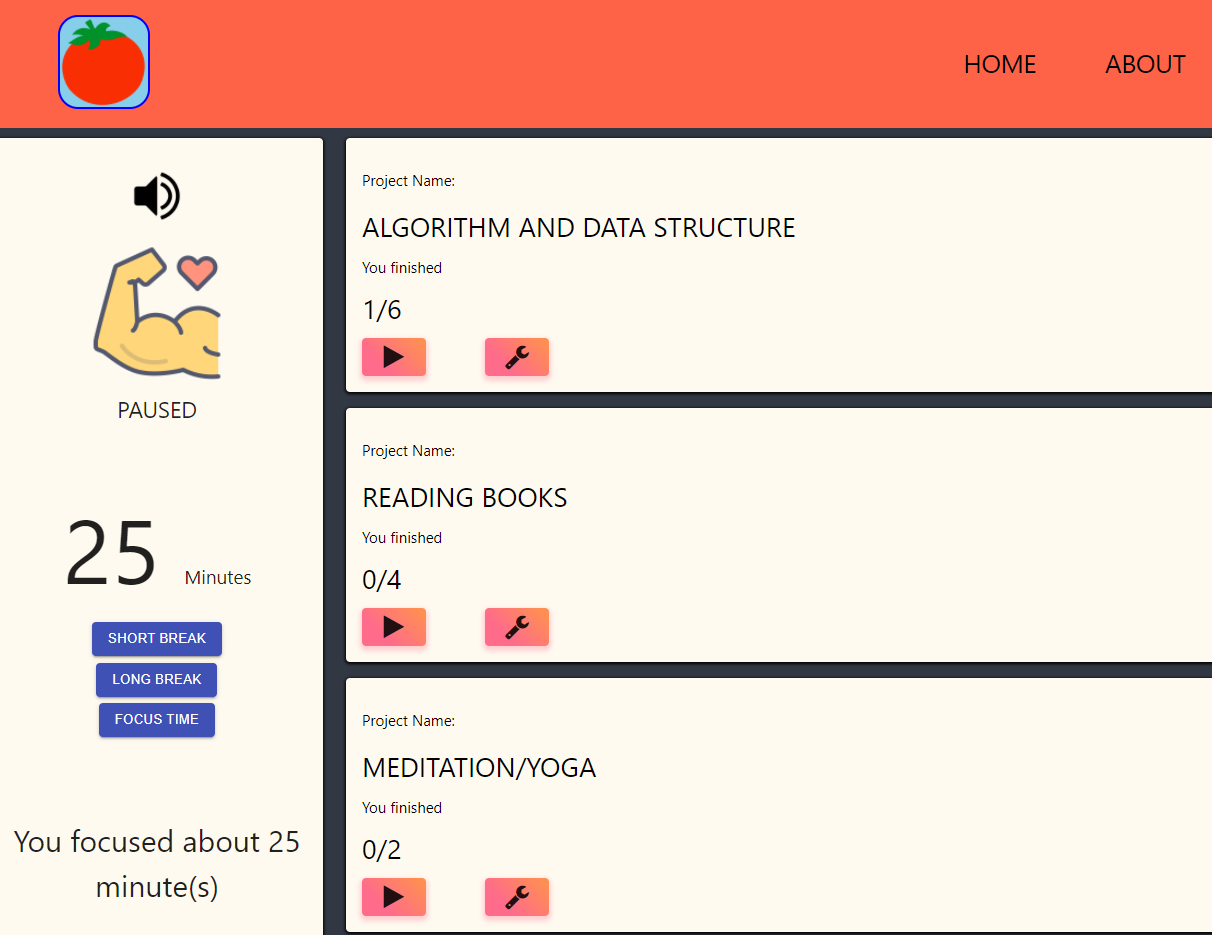 HOME
ABOUT
PAUSED
25 Minutes
SHORT BREAK
LONG BREAK
FOCUS TIME
You focused about 25
minute(s)
Project Name:
ALGORITHM AND DATA STRUCTURE
You finished
1/6
Project Name:
READING BOOKS
You finished
0/4
Project Name:
MEDITATION/YOGA
You finished
0/2